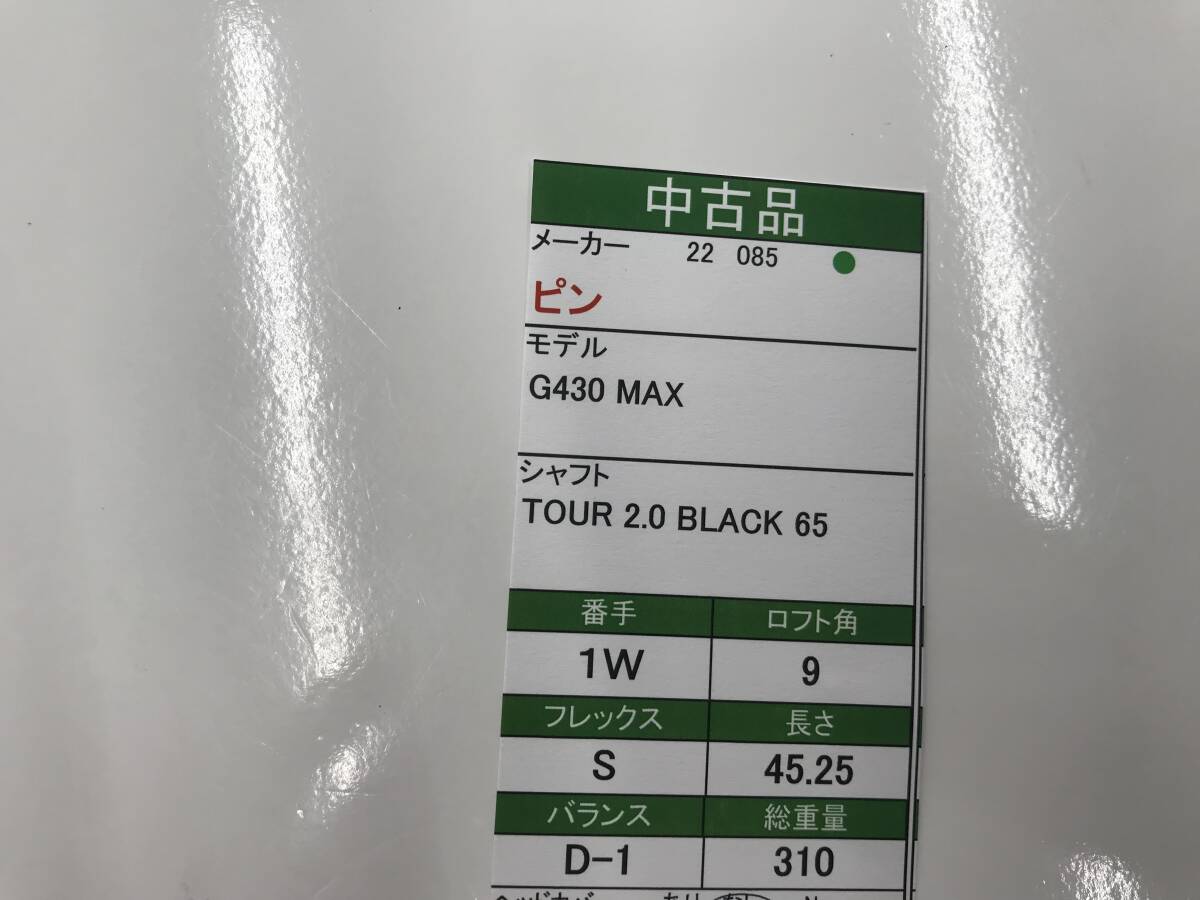 中古品
メーカー 22 085
ピン
モデル
G430 MAX
シャフト
TOUR 2.0 BLACK 65
番手 ロフト角
1W 9
フレックス 長さ
S 45.25
バランス 総重量
D-1 310